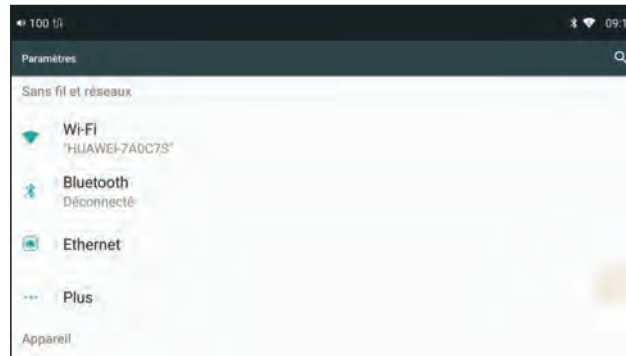 100
09:1
Paramètres
Sans fil et réseaux
Wi-Fi
"HUAWEI-7A0C7S"
Bluetooth
Déconnecté
Ethernet
Plus
Appareil